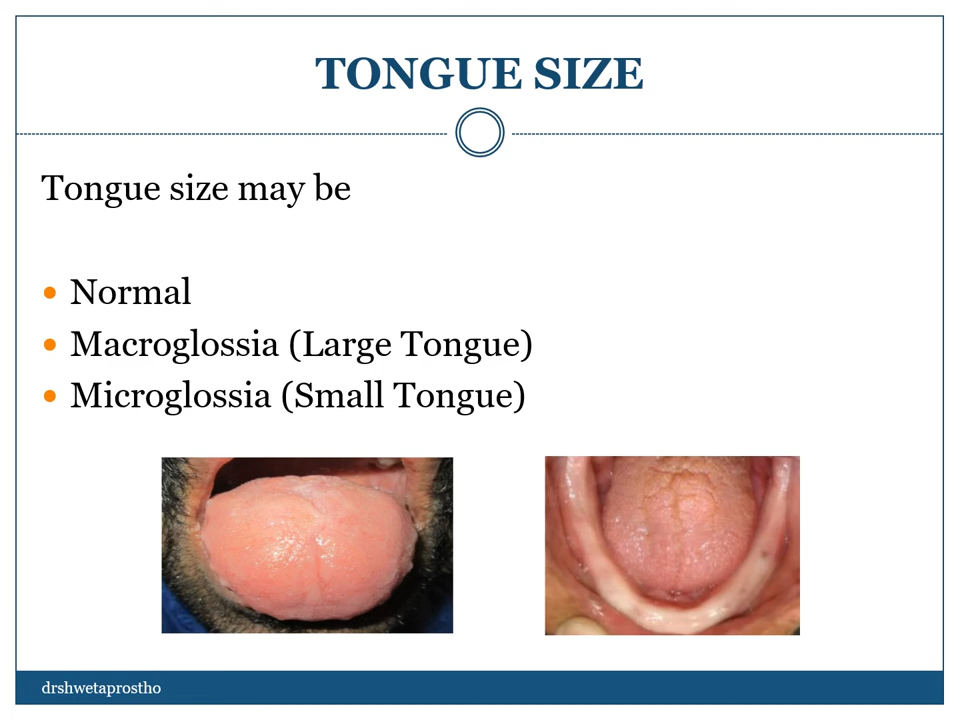 TONGUE SIZE
Tongue size may be
• Normal
• Macroglossia (Large Tongue)
• Microglossia (Small Tongue)
drshwetaprostho